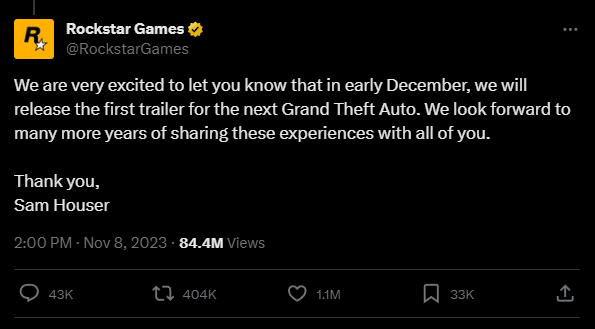 Rockstar Games
@RockstarGames
We are very excited to let you know that in early December, we will
release the first trailer for the next Grand Theft Auto. We look forward to
many more years of sharing these experiences with all of you.
Thank you,
Sam Houser
2:00 PM · Nov 8, 2023 · 84.4M Views
43K 404K 1.1M 33K